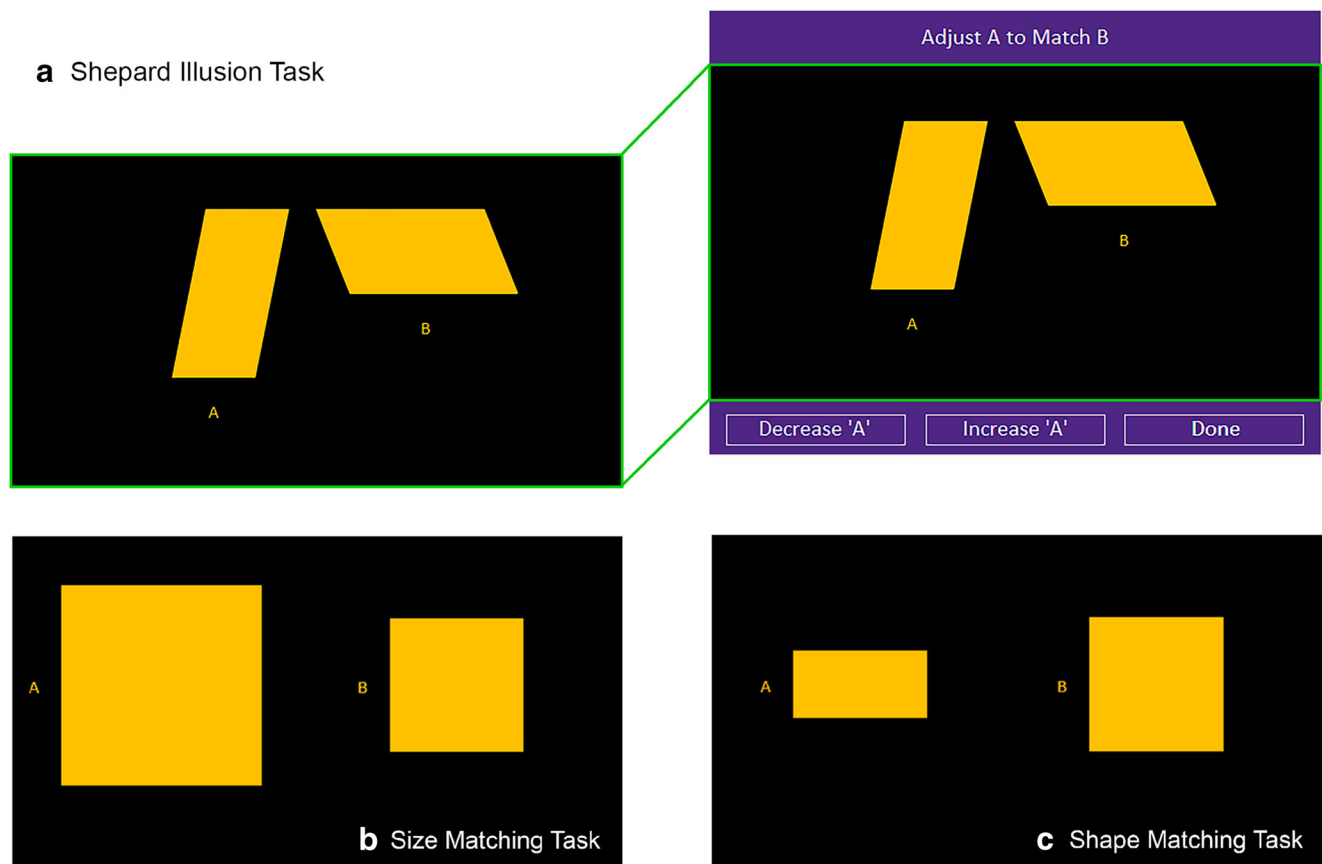 a Shepard Illusion Task
A
B
Adjust A to Match B
A
B
Decrease 'A'
Increase 'A'
Done
A
B
b Size Matching Task
A
B
c Shape Matching Task